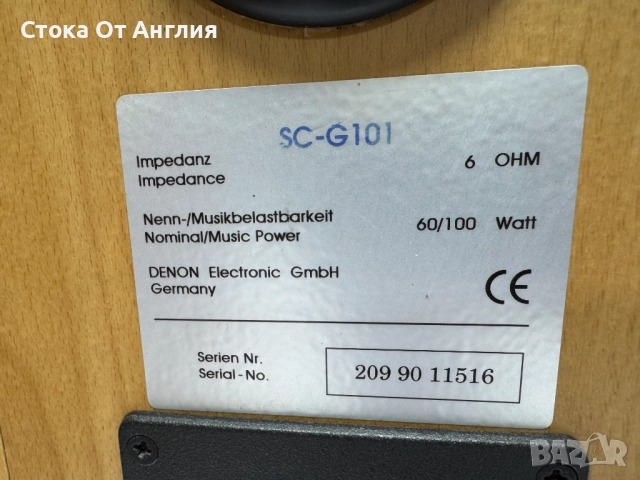 Стока От Англия
SC-G101
Impedanz 6 OHM
Impedance
Nenn-/Musikbelastbarkeit 60/100 Watt
Nominal/Music Power
DENON Electronic GmbH
Germany CE
Serien Nr.
Serial-No. 209 90 11516
BAZAR